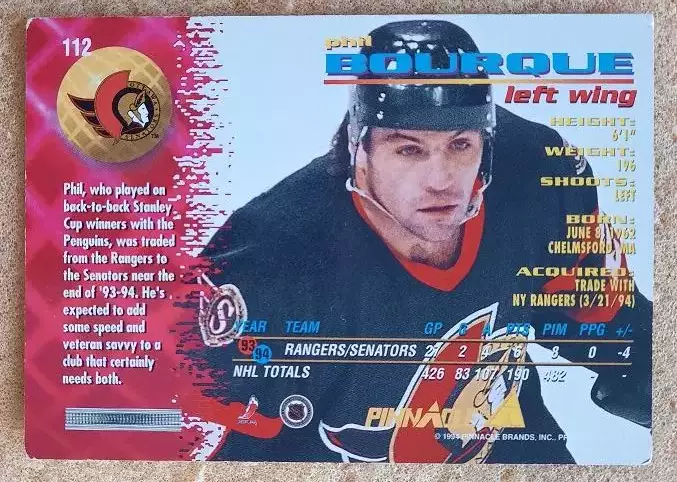 112
phil
BOURQUE
left wing
HEIGHT:
6'1"
WEIGHT:
196
SHOOTS:
LEFT
BORN:
JUNE 8, 1962
CHELMSFORD, MA
ACQUIRED:
TRADE WITH
NY RANGERS (3/21/94)
Phil, who played on
back-to-back Stanley
Cup winners with the
Penguins, was traded
from the Rangers to
the Senators near the
end of '93-94. He's
expected to add
some speed and
veteran savvy to a
club that certainly
needs both.
YEAR TEAM GP G A PTS PIM PPG +/-
93 94 RANGERS/SENATORS 27 2 4 6 8 0 -4
NHL TOTALS 426 83 107 190 482 - -
PINNACLE
© 1994 PINNACLE BRANDS, INC.,